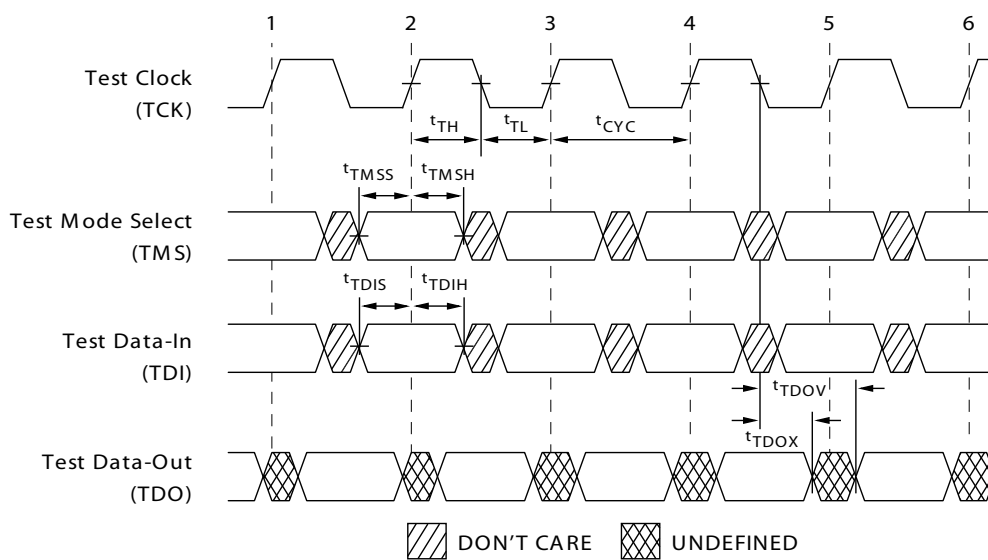 1 2 3 4 5 6
Test Clock
(TCK)
tTH tTL tCYC
tTMSS tTMSH
Test Mode Select
(TMS)
tTDIS tTDIH
Test Data-In
(TDI)
tTDOV
tTDOX
Test Data-Out
(TDO)
DON'T CARE UNDEFINED